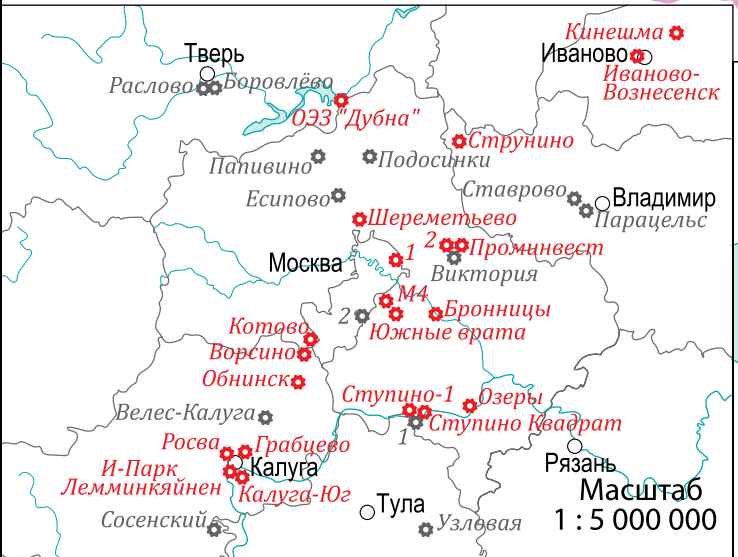 Кинешма
Тверь
Иваново
Раслово
Боровлёво
Иваново-
Вознесенск
ОЭЗ "Дубна"
Струнино
Папивино
Подосинки
Есипово
Ставрово
Владимир
Шереметьево
Парацельс
2
Проминвест
Москва
1
Виктория
М4
Бронницы
2
Южные врата
Котово
Ворсино
Обнинск
Ступино-1
Озеры
Велес-Калуга
Ступино Квадрат
1
Росва
Грабцево
Рязань
И-Парк
Калуга
Лемминкяйнен
Калуга-Юг
Масштаб
1 : 5 000 000
Тула
Сосенский
Узловая